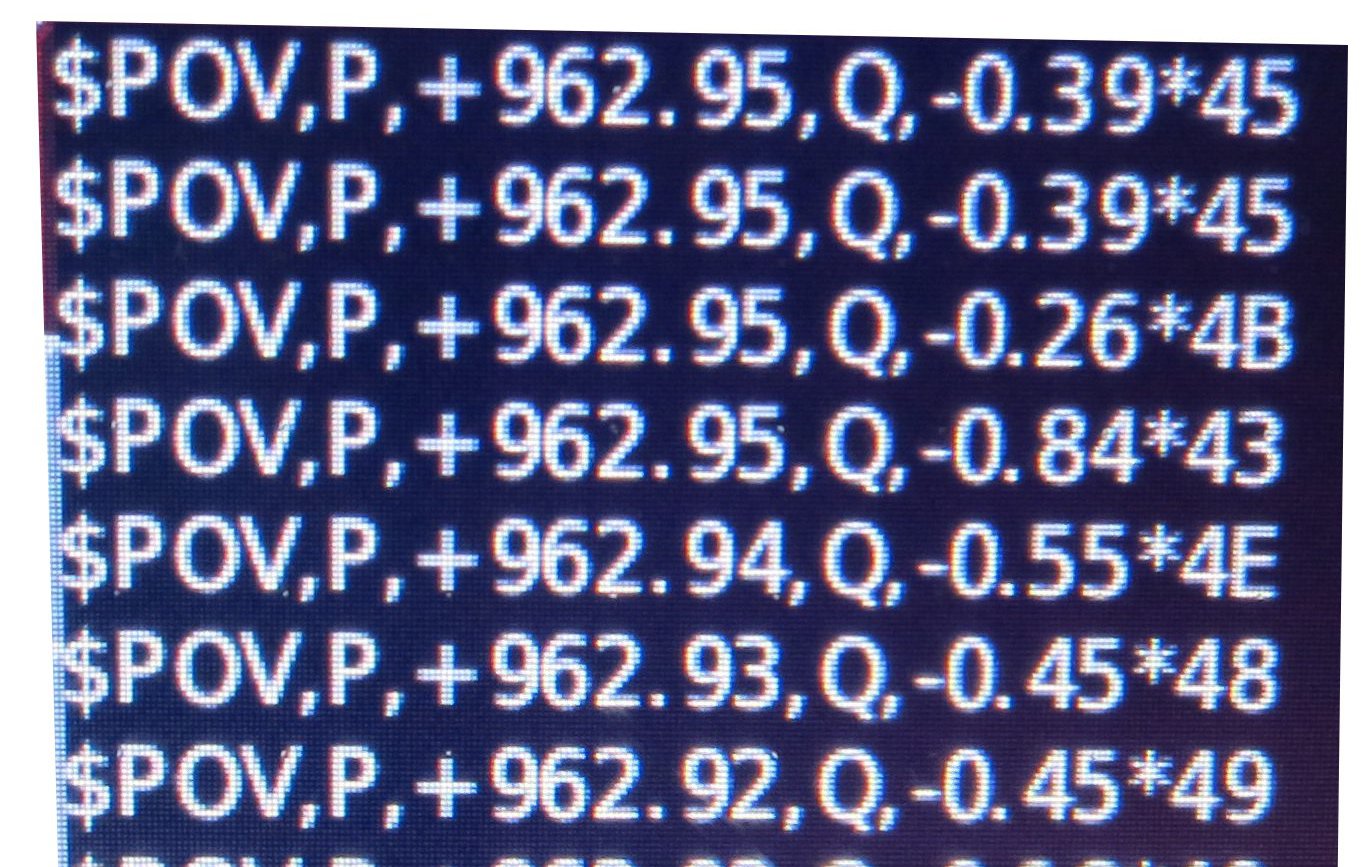 $POV,P,+962.95,Q,-0.39*45
$POV,P,+962.95,Q,-0.39*45
$POV,P,+962.95,Q,-0.26*4B
$POV,P,+962.95,Q,-0.84*43
$POV,P,+962.94,Q,-0.55*4E
$POV,P,+962.93,Q,-0.45*48
$POV,P,+962.92,Q,-0.45*49